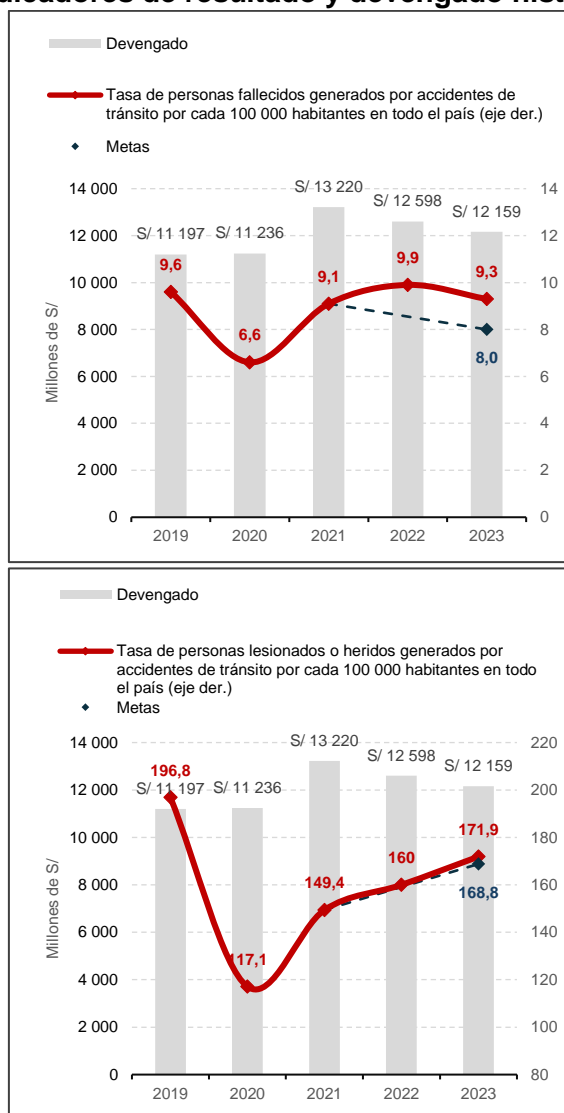 dicadores de resultado y devengado hist
Devengado
Tasa de personas fallecidos generados por accidentes de
tránsito por cada 100 000 habitantes en todo el país (eje der.)
Metas
S/ 13 220
14 000
S/ 12 598
14
S/ 12 159
12 000
S/ 11 197
S/ 11 236
12
9,6
9,1
9,9
9,3
10 000
10
6,6
8 000
8
8,0
6 000
6
4 000
4
2 000
2
0
0
Millones de S/
2019
2020
2021
2022
2023
Devengado
Tasa de personas lesionados o heridos generados por
accidentes de tránsito por cada 100 000 habitantes en todo
el país (eje der.)
Metas
S/ 13 220
14 000
S/ 12 598
220
S/ 12 159
196,8
12 000
S/ 11 197
S/ 11 236
200
171,9
10 000
160
180
149,4
8 000
168,8
160
6 000
140
117,1
4 000
120
2 000
100
0
80
Millones de S/
2019
2020
2021
2022
2023